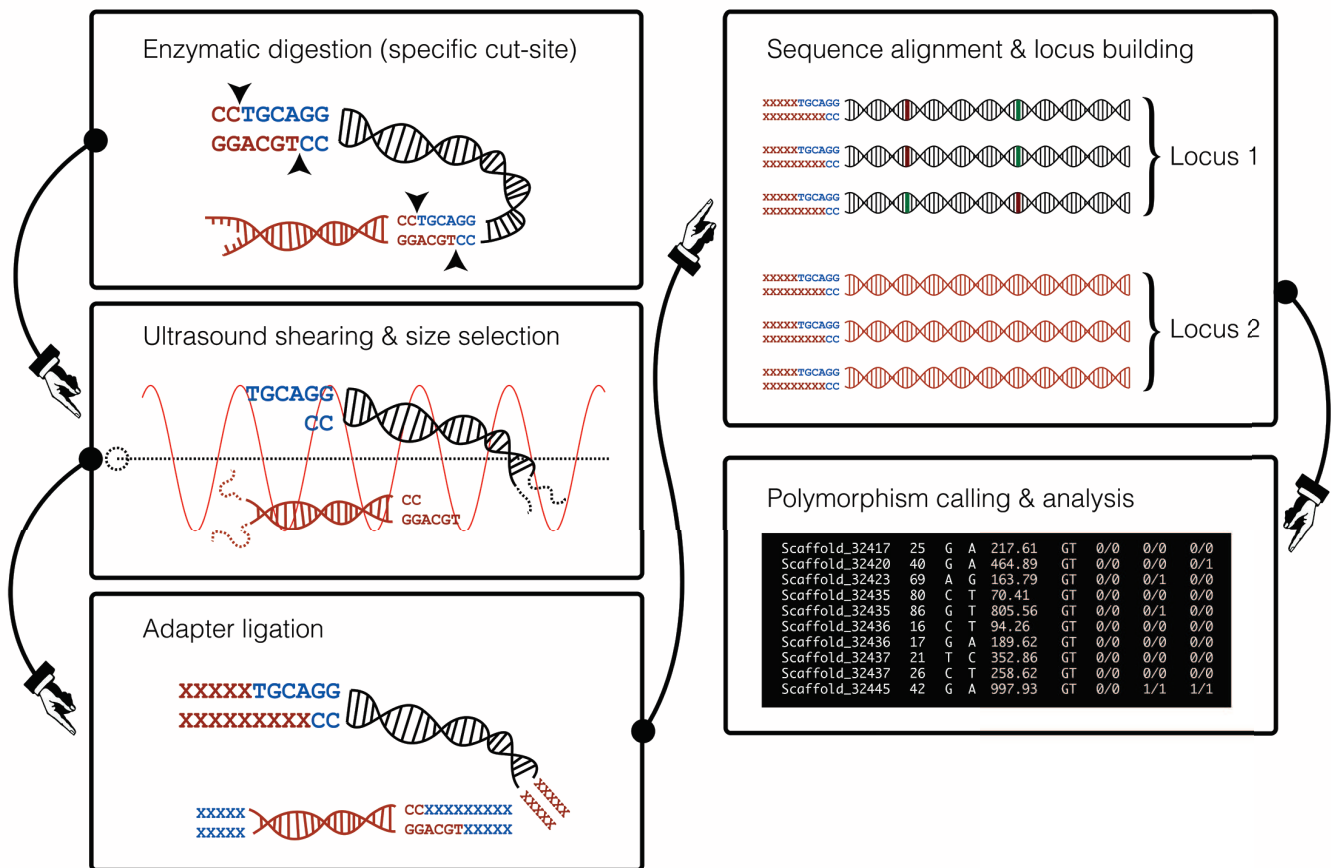 Enzymatic digestion (specific cut-site)
CCTGCAGG
GGACGTCC
CCTGCAGG
GGACGTCC
Ultrasound shearing & size selection
TGCAGG
CC
CC
GGACGT
Adapter ligation
XXXXXTGCAGG
XXXXXXXXXCC
XXXXX
XXXXX
XXXXX
XXXXX
CCXXXXXXXXX
GGACGTXXXXX
Sequence alignment & locus building
XXXXXTGCAGG
XXXXXXXXXCC
XXXXXTGCAGG
XXXXXXXXXCC
Locus 1
XXXXXTGCAGG
XXXXXXXXXCC
XXXXXTGCAGG
XXXXXXXXXCC
XXXXXTGCAGG
XXXXXXXXXCC
Locus 2
XXXXXTGCAGG
XXXXXXXXXCC
Polymorphism calling & analysis
Scaffold_32417 25 G A 217.61 GT 0/0 0/0 0/0
Scaffold_32420 40 G A 464.89 GT 0/0 0/0 0/1
Scaffold_32423 69 A G 163.79 GT 0/0 0/1 0/0
Scaffold_32435 80 C T 70.41 GT 0/0 0/0 0/0
Scaffold_32435 86 G T 805.56 GT 0/0 0/1 0/0
Scaffold_32436 16 C T 94.26 GT 0/0 0/0 0/0
Scaffold_32436 17 G A 189.62 GT 0/0 0/0 0/0
Scaffold_32437 21 T C 352.86 GT 0/0 0/0 0/0
Scaffold_32437 26 C T 258.62 GT 0/0 0/0 0/0
Scaffold_32445 42 G A 997.93 GT 0/0 1/1 1/1